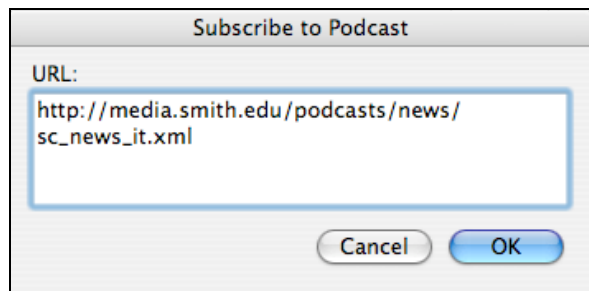 Subscribe to Podcast
URL:
http://media.smith.edu/podcasts/news/
sc_news_it.xml
Cancel
OK